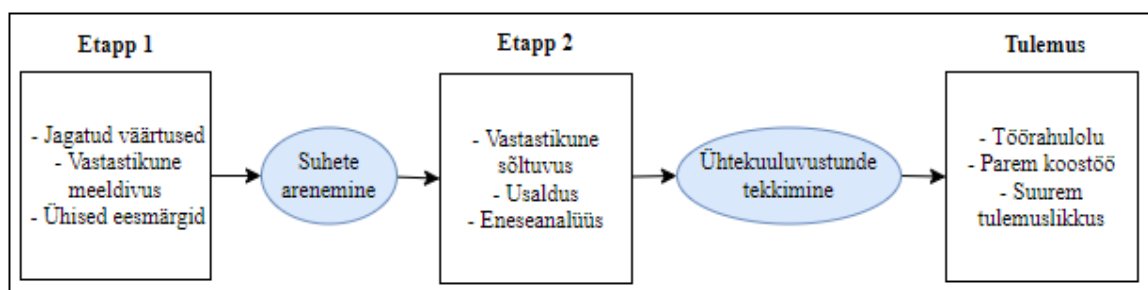 Etapp 1
- Jagatud väärtused
- Vastastikune
meeldivus
- Ühised eesmärgid
Suhete
arenemine
Etapp 2
- Vastastikune
sõltuvus
- Usaldus
- Eneseanalüüs
Ühtekuuluvustunde
tekkimine
Tulemus
- Töörahulolu
- Parem koostöö
- Suurem
tulemuslikkus